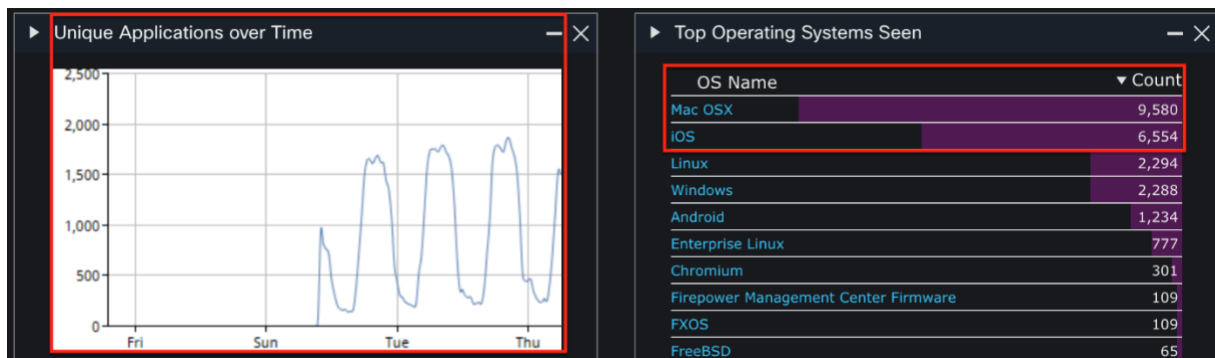 Unique Applications over Time
2,500
2,000
1,500
1,000
500
0
Fri Sun Tue Thu
Top Operating Systems Seen
OS Name Count
Mac OSX 9,580
iOS 6,554
Linux 2,294
Windows 2,288
Android 1,234
Enterprise Linux 777
Chromium 301
Firepower Management Center Firmware 109
FXOS 109
FreeBSD 65